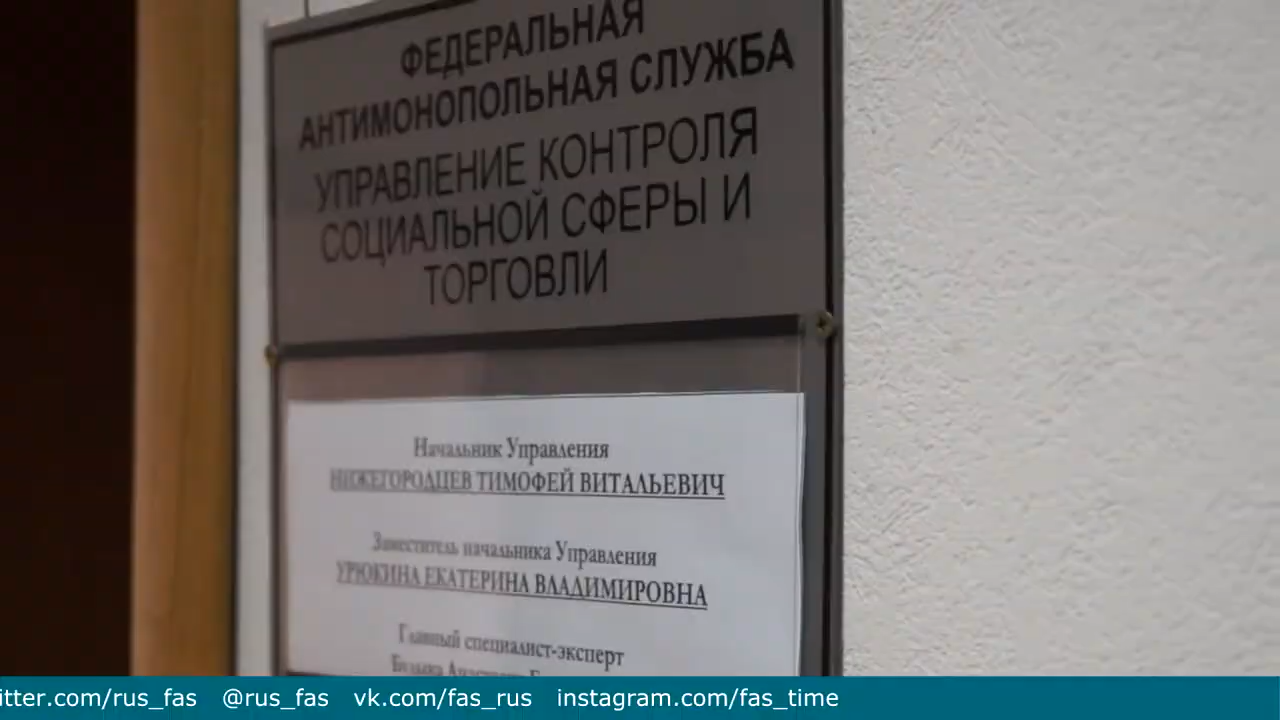 ФЕДЕРАЛЬНАЯ
АНТИМОНОПОЛЬНАЯ СЛУЖБА
УПРАВЛЕНИЕ КОНТРОЛЯ
СОЦИАЛЬНОЙ СФЕРЫ И
ТОРГОВЛИ
Начальник Управления
НИЖЕГОРОДЦЕВ ТИМОФЕЙ ВИТАЛЬЕВИЧ
Заместитель начальника Управления
УРЮКИНА ЕКАТЕРИНА ВЛАДИМИРОВНА
Главный специалист-эксперт
itter.com/rus_fas @rus_fas vk.com/fas_rus instagram.com/fas_time